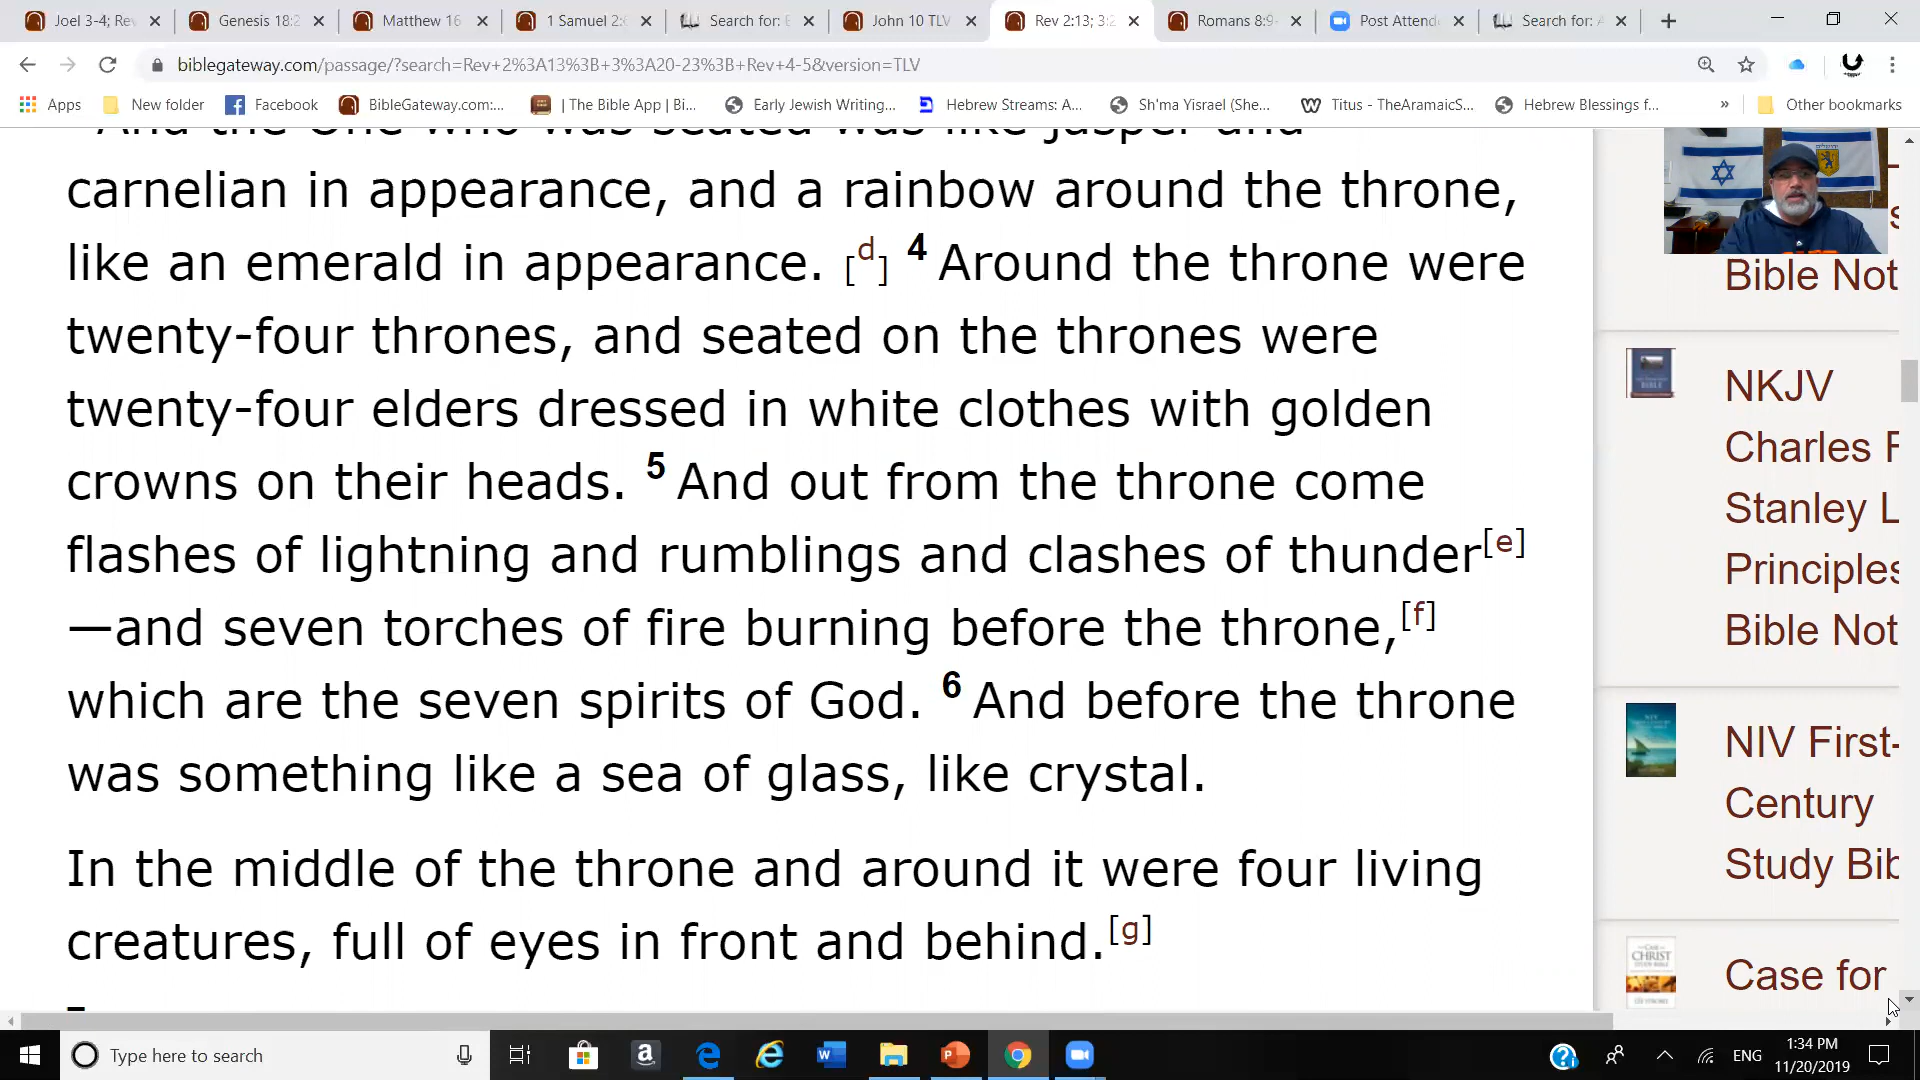 Joel 3-4; Rev
Genesis 18:2
Matthew 16
1 Samuel 2:
Search for:
John 10 TLV
Rev 2:13; 3:2
Romans 8:9-
Post Attend
Search for:
biblegateway.com/passage/?search=Rev+2%3A13%3B+3%3A20-23%3B+Rev+4-5&version=TLV
Apps
New folder
Facebook
BibleGateway.com:...
| The Bible App | Bi...
Early Jewish Writing...
Hebrew Streams: A...
Sh'ma Yisrael (She...
Titus - TheAramaicS...
Hebrew Blessings f...
»
Other bookmarks
And the One who was seated was like jasper and
carnelian in appearance, and a rainbow around the throne,
like an emerald in appearance. [d] 4 Around the throne were
twenty-four thrones, and seated on the thrones were
twenty-four elders dressed in white clothes with golden
crowns on their heads. 5 And out from the throne come
flashes of lightning and rumblings and clashes of thunder[e]
—and seven torches of fire burning before the throne,[f]
which are the seven spirits of God. 6 And before the throne
was something like a sea of glass, like crystal.
In the middle of the throne and around it were four living
creatures, full of eyes in front and behind.[g]
Bible Not
NKJV
Charles F
Stanley L
Principles
Bible Not
NIV First-
Century
Study Bib
Case for
Type here to search
ENG
1:34 PM
11/20/2019